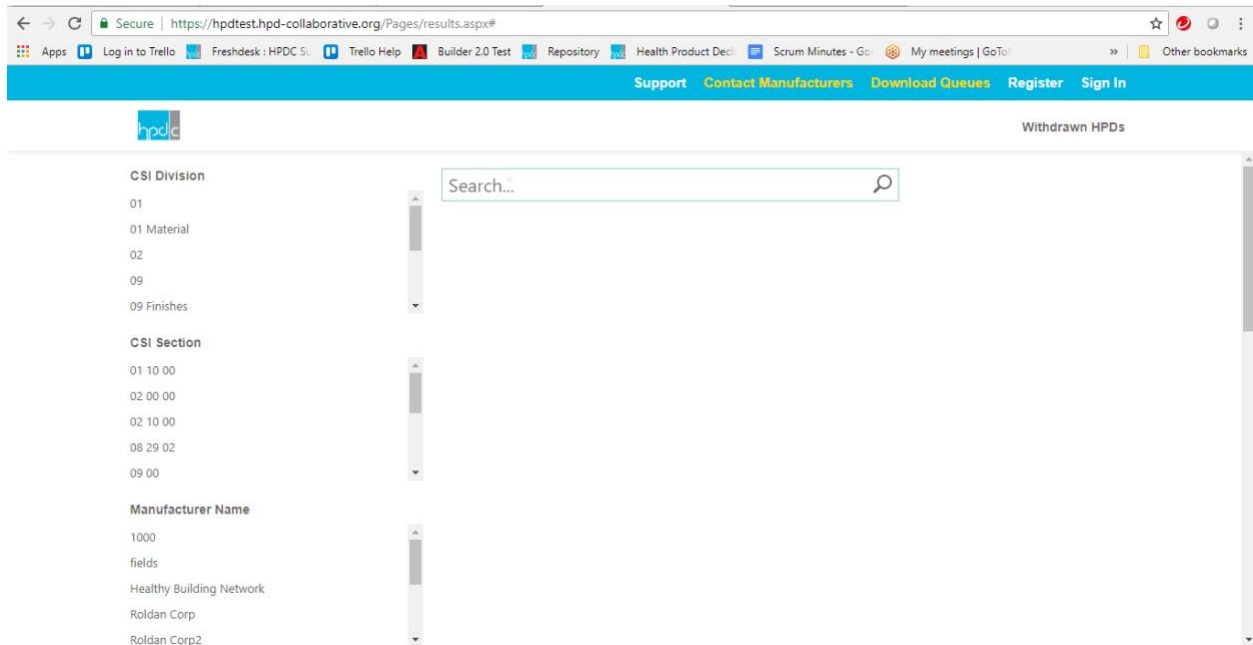 Secure | https://hpdtest.hpd-collaborative.org/Pages/results.aspx#
Apps Log in to Trello Freshdesk : HPDC Su Trello Help Builder 2.0 Test Repository Health Product Decl Scrum Minutes - Go My meetings | GoTo » Other bookmarks
Support Contact Manufacturers Download Queues Register Sign In
hpdc Withdrawn HPDs
CSI Division
Search...
01
01 Material
02
09
09 Finishes
CSI Section
01 10 00
02 00 00
02 10 00
08 29 02
09 00
Manufacturer Name
1000
fields
Healthy Building Network
Roldan Corp
Roldan Corp2